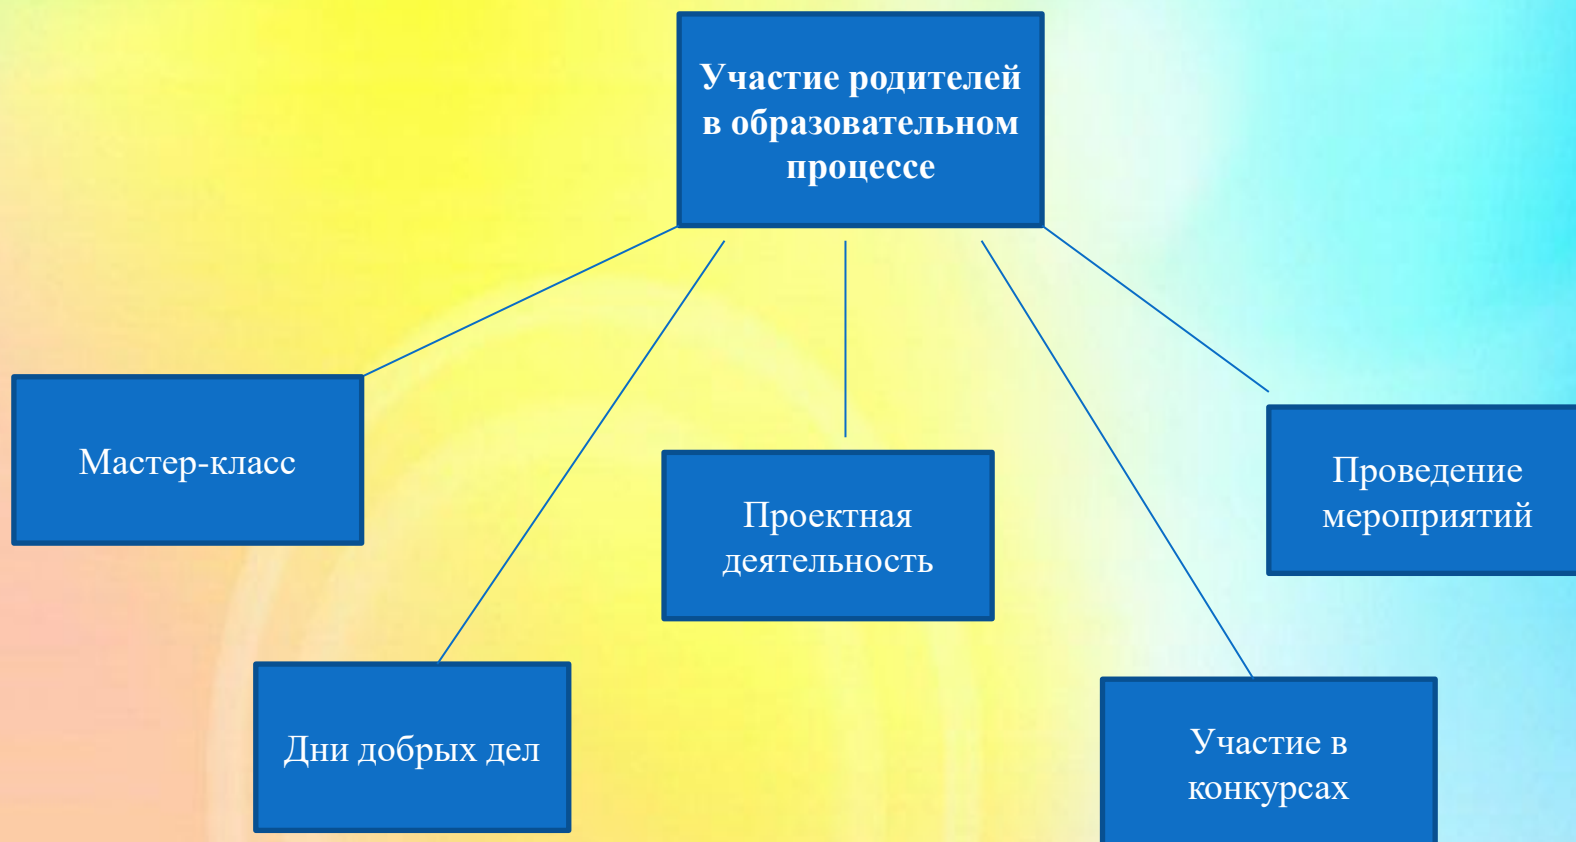 Участие родителей
в образовательном
процессе
Мастер-класс
Проведение
мероприятий
Проектная
деятельность
Дни добрых дел
Участие в
конкурсах